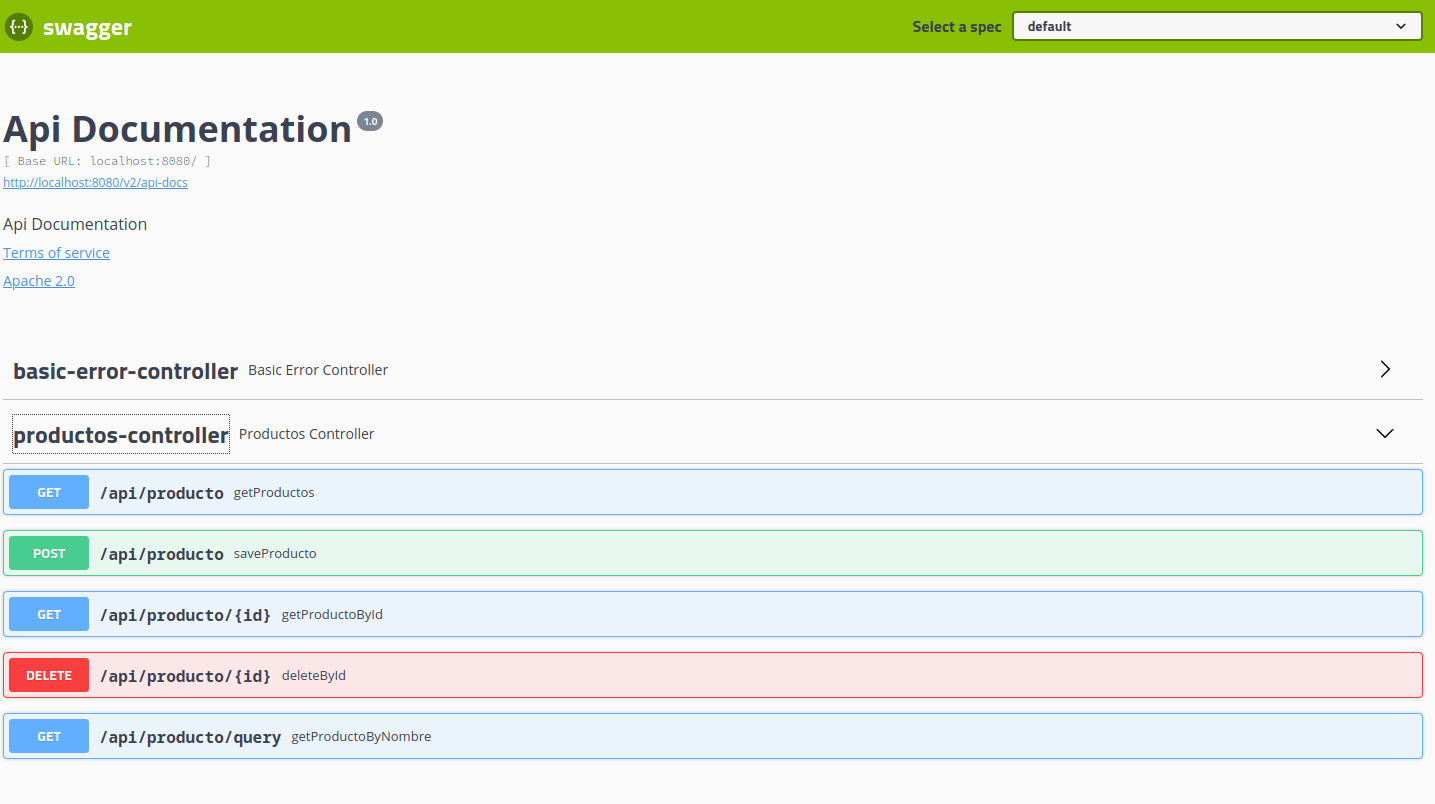 {···} swagger Select a spec default
Api Documentation 1.0
[ Base URL: localhost:8080/ ]
http://localhost:8080/v2/api-docs
Api Documentation
Terms of service
Apache 2.0
basic-error-controller Basic Error Controller
productos-controller Productos Controller
GET /api/producto getProductos
POST /api/producto saveProducto
GET /api/producto/{id} getProductoById
DELETE /api/producto/{id} deleteById
GET /api/producto/query getProductoByNombre